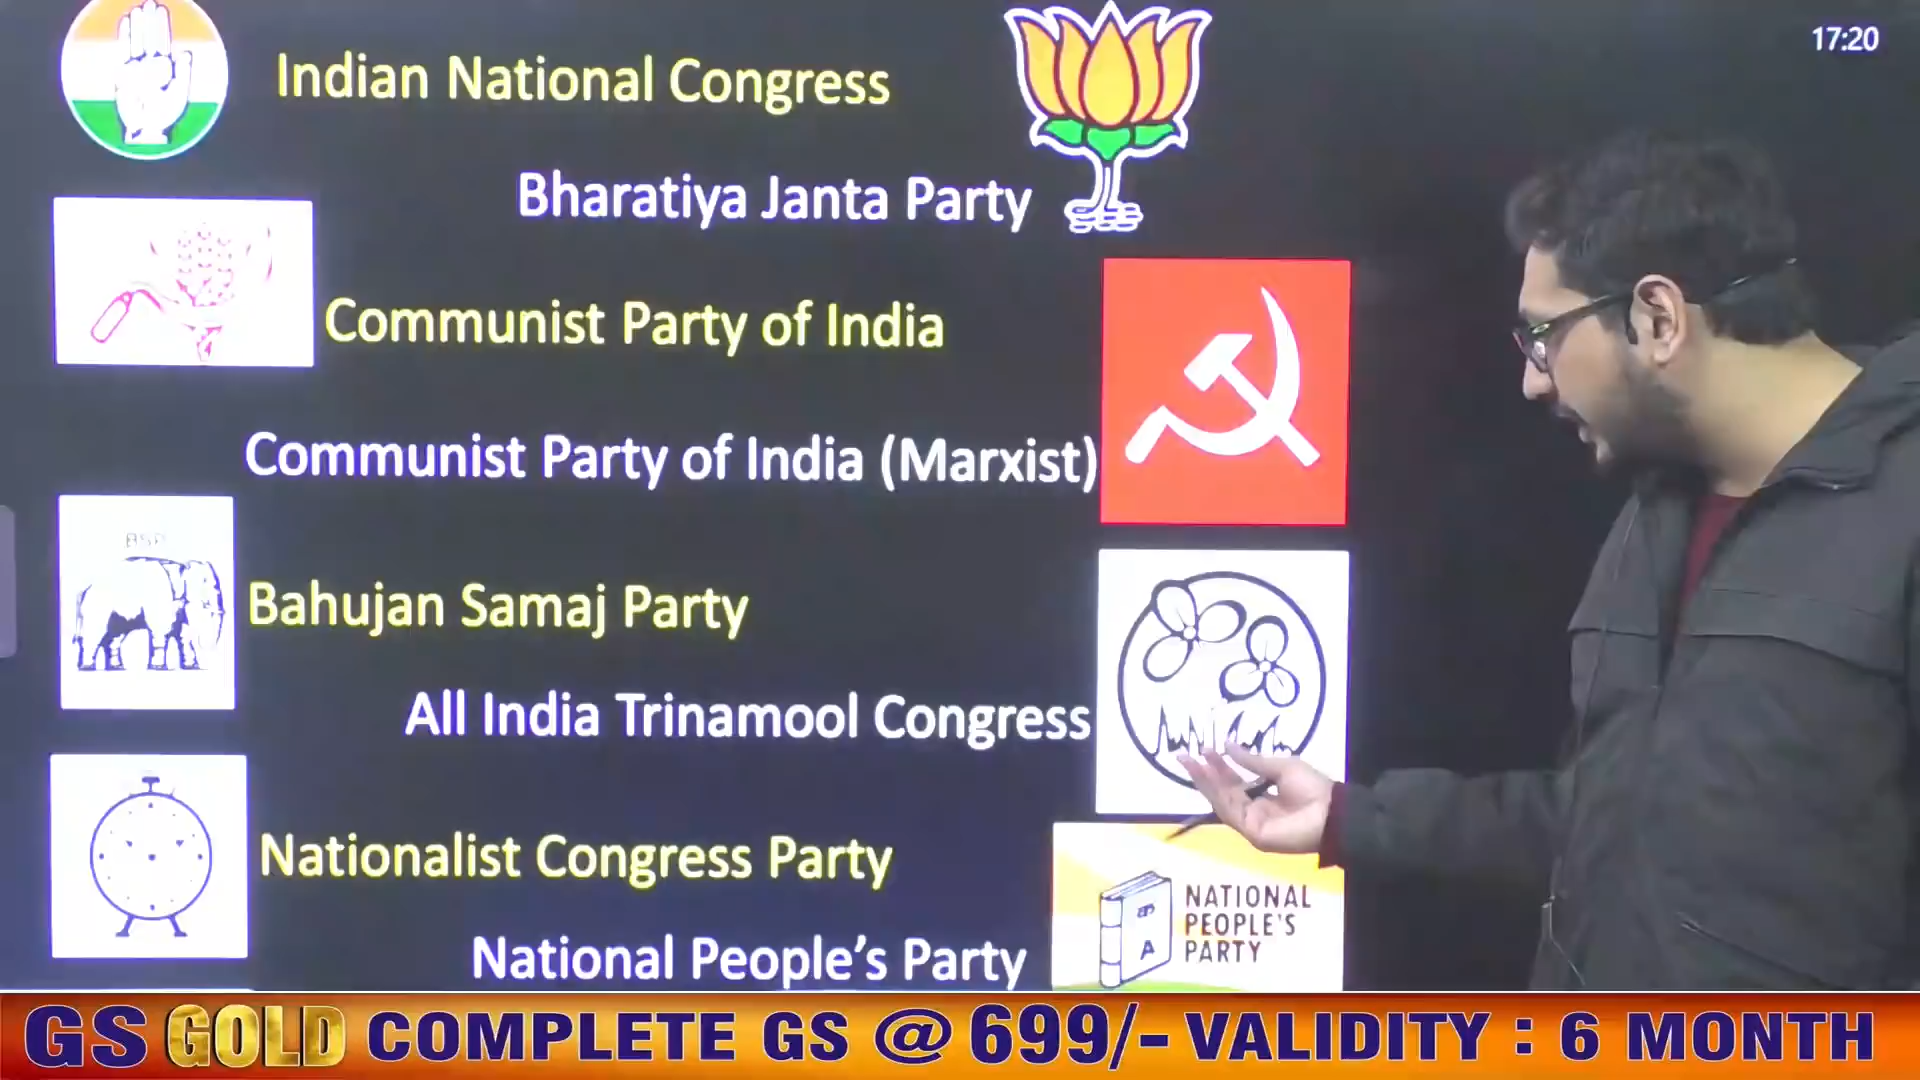 17:20
Indian National Congress
Bharatiya Janta Party
Communist Party of India
Communist Party of India (Marxist)
BSP
Bahujan Samaj Party
All India Trinamool Congress
Nationalist Congress Party
NATIONAL
PEOPLE'S
PARTY
A
National People's Party
GS GOLD COMPLETE GS @ 699/- VALIDITY : 6 MONTH